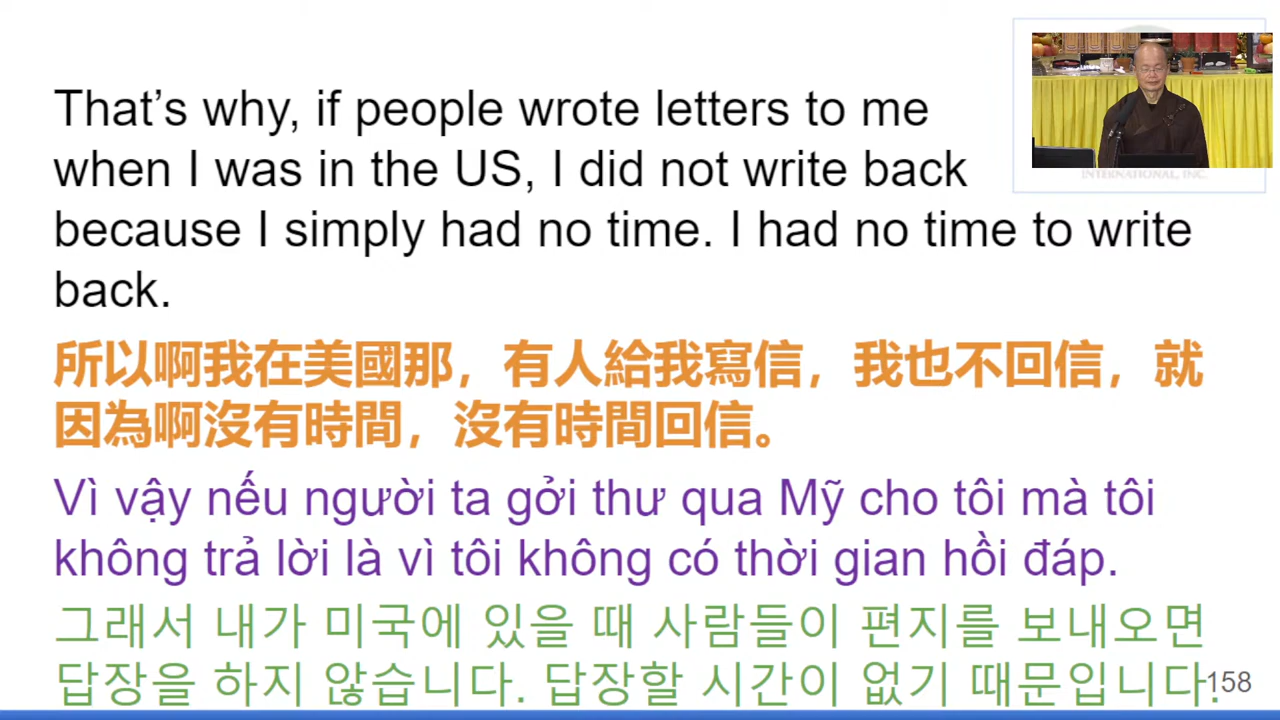 That's why, if people wrote letters to me
when I was in the US, I did not write back
because I simply had no time. I had no time to write
back.
INTERNATIONAL, INC.
所以啊我在美國那，有人給我寫信，我也不回信，就
因為啊沒有時間，沒有時間回信。
Vì vậy nếu người ta gởi thư qua Mỹ cho tôi mà tôi
không trả lời là vì tôi không có thời gian hồi đáp.
그래서 내가 미국에 있을 때 사람들이 편지를 보내오면
답장을 하지 않습니다. 답장할 시간이 없기 때문입니다.
158